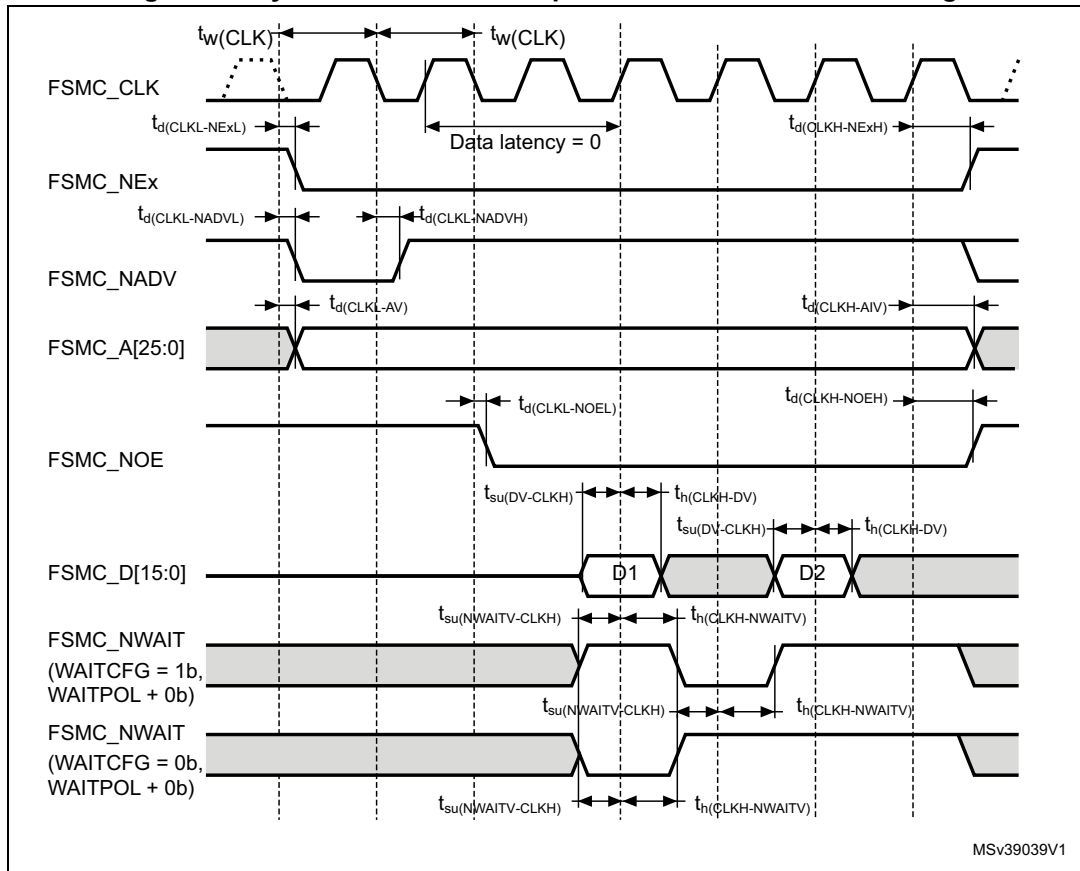 tw(CLK) tw(CLK)
FSMC_CLK
td(CLKL-NExL) Data latency = 0 td(CLKH-NExH)
FSMC_NEx
td(CLKL-NADVL) td(CLKL-NADVH)
FSMC_NADV
td(CLKL-AV) td(CLKH-AIV)
FSMC_A[25:0]
td(CLKL-NOEL) td(CLKH-NOEH)
FSMC_NOE
tsu(DV-CLKH) th(CLKH-DV)
tsu(DV-CLKH) th(CLKH-DV)
FSMC_D[15:0] D1 D2
tsu(NWAITV-CLKH) th(CLKH-NWAITV)
FSMC_NWAIT
(WAITCFG = 1b,
WAITPOL + 0b)
tsu(NWAITV-CLKH) th(CLKH-NWAITV)
FSMC_NWAIT
(WAITCFG = 0b,
WAITPOL + 0b)
tsu(NWAITV-CLKH) th(CLKH-NWAITV)
MSv39039V1